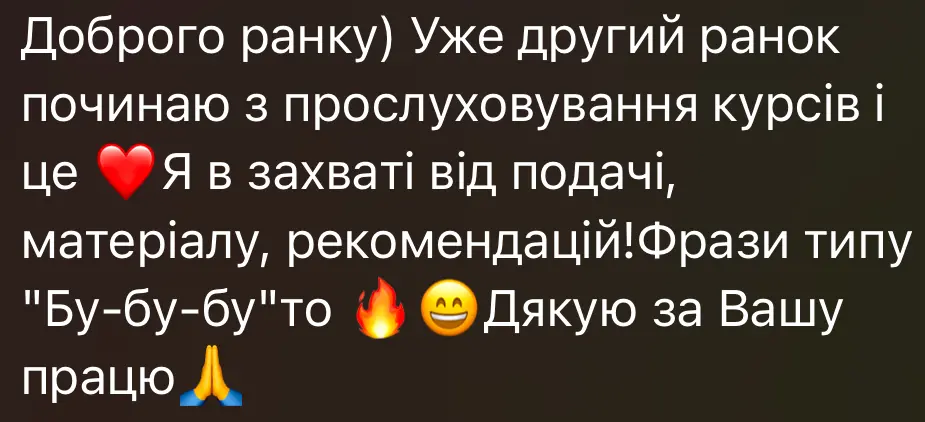 Доброго ранку) Уже другий ранок
починаю з прослуховування курсів і
це ❤️Я в захваті від подачі,
матеріалу, рекомендацій!Фрази типу
"Бу-бу-бу"то 🔥😄Дякую за Вашу
працю🙏